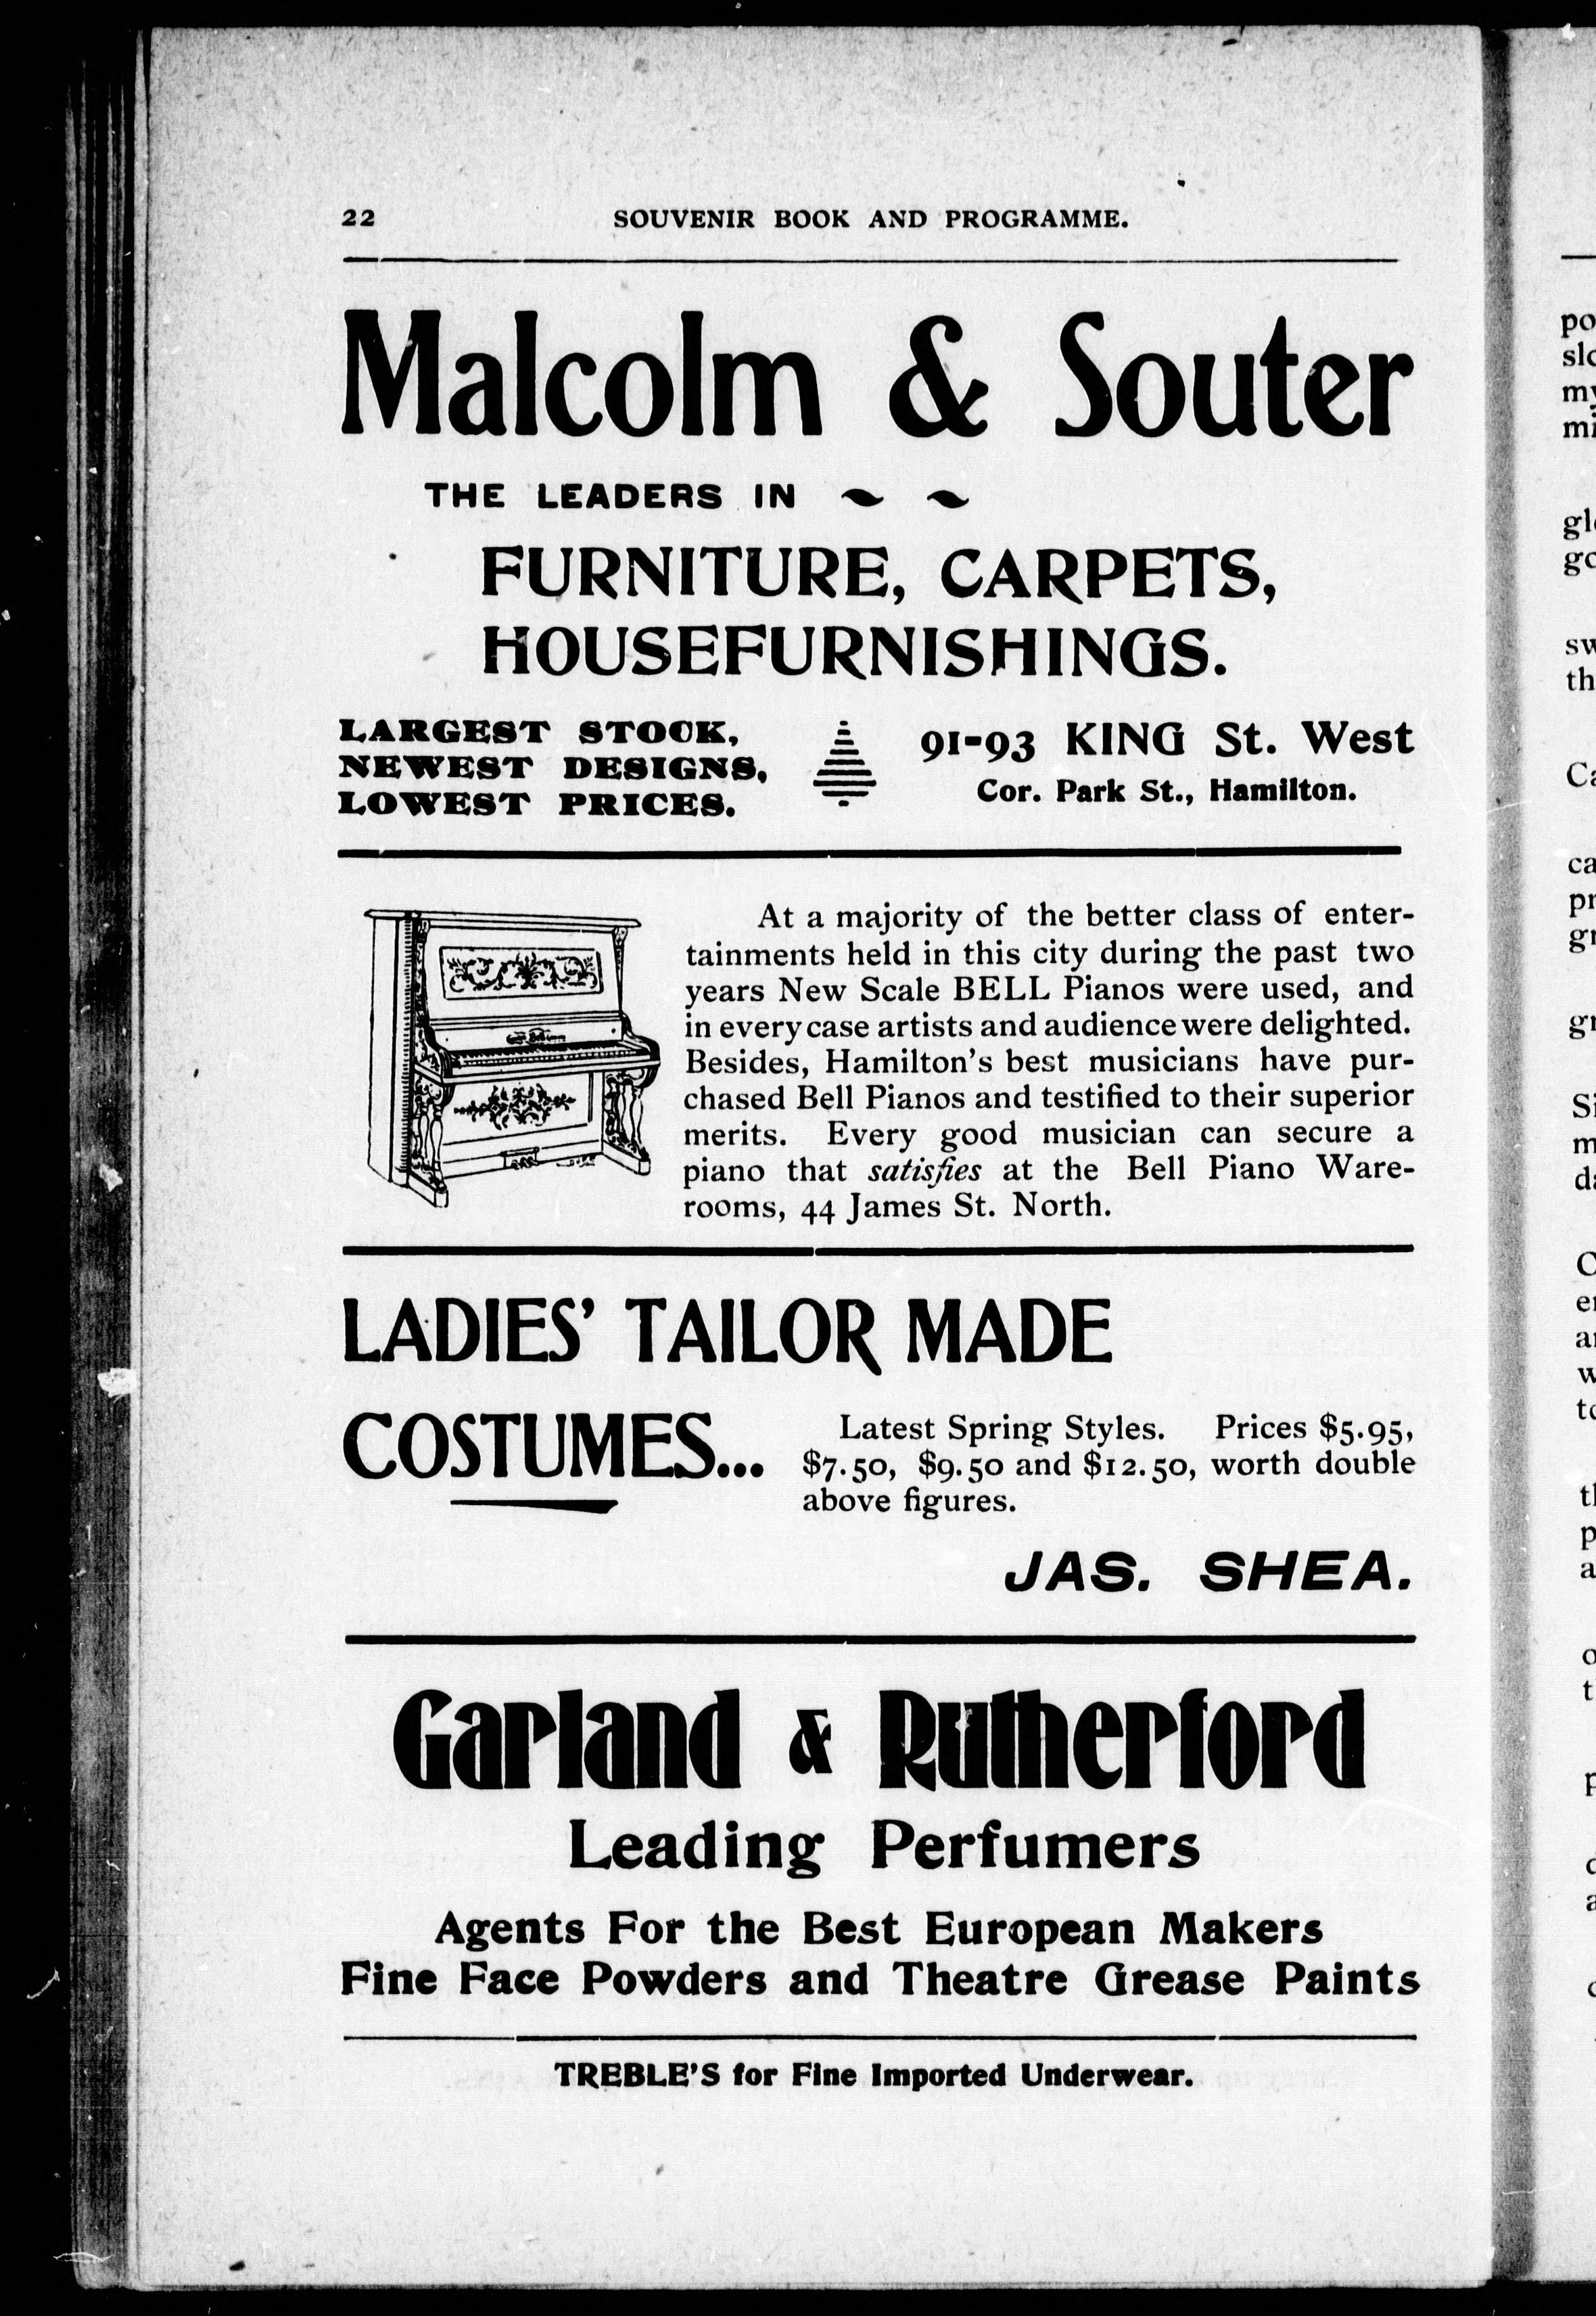 22 SOUVENIR BOOK AND PROGRAMME.
Malcolm & Souter
THE LEADERS IN
FURNITURE, CARPETS,
HOUSEFURNISHINGS.
LARGEST STOCK,
NEWEST DESIGNS,
LOWEST PRICES.
91-93 KING St. West
Cor. Park St., Hamilton.
At a majority of the better class of enter-
tainments held in this city during the past two
years New Scale BELL Pianos were used, and
in every case artists and audience were delighted.
Besides, Hamilton's best musicians have pur-
chased Bell Pianos and testified to their superior
merits. Every good musician can secure a
piano that satisfies at the Bell Piano Ware-
rooms, 44 James St. North.
LADIES' TAILOR MADE
COSTUMES...
Latest Spring Styles. Prices $5.95,
$7.50, $9.50 and $12.50, worth double
above figures.
JAS. SHEA.
Garland & Rutherford
Leading Perfumers
Agents For the Best European Makers
Fine Face Powders and Theatre Grease Paints
TREBLE'S for Fine Imported Underwear.